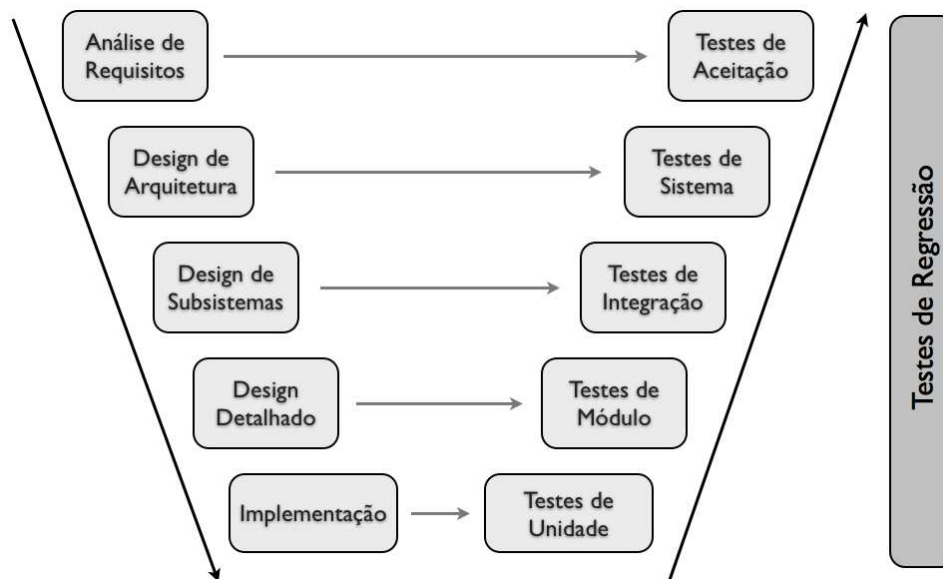 Análise de
Requisitos
Testes de
Aceitação
Design de
Arquitetura
Testes de
Sistema
Design de
Subsistemas
Testes de
Integração
Design
Detalhado
Testes de
Módulo
Implementação
Testes de
Unidade
Testes de Regressão